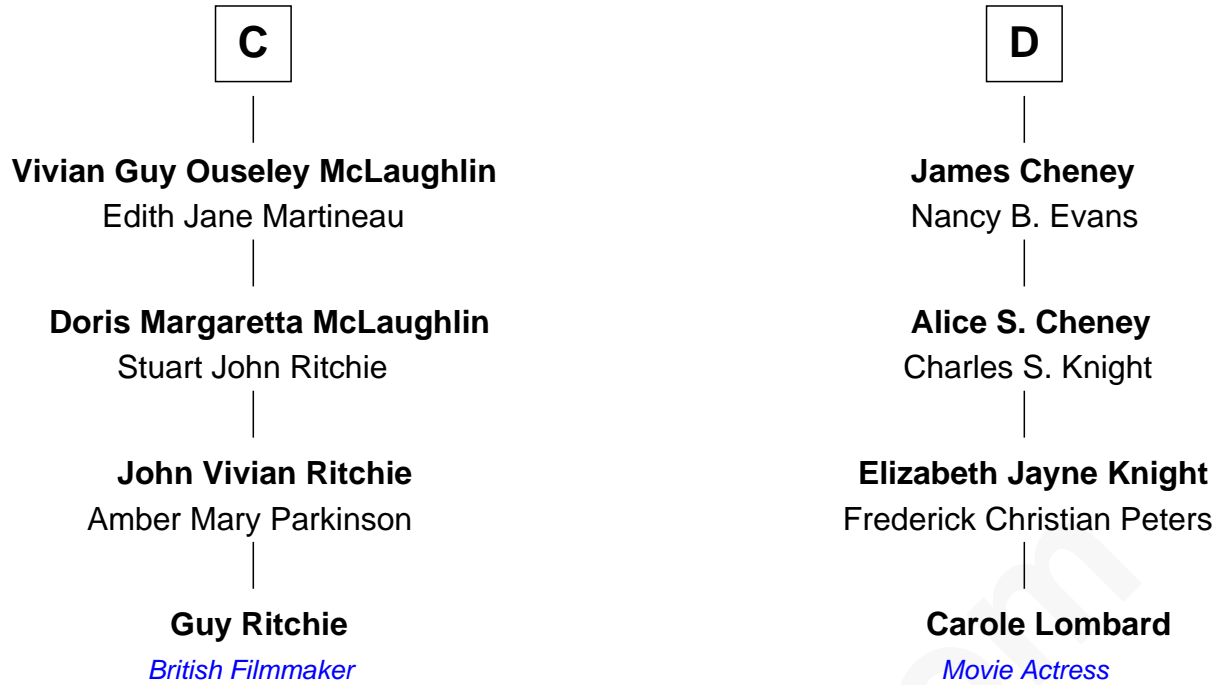 C
Vivian Guy Ouseley McLaughlin
Edith Jane Martineau
Doris Margaretta McLaughlin
Stuart John Ritchie
John Vivian Ritchie
Amber Mary Parkinson
Guy Ritchie
British Filmmaker
D
James Cheney
Nancy B. Evans
Alice S. Cheney
Charles S. Knight
Elizabeth Jayne Knight
Frederick Christian Peters
Carole Lombard
Movie Actress